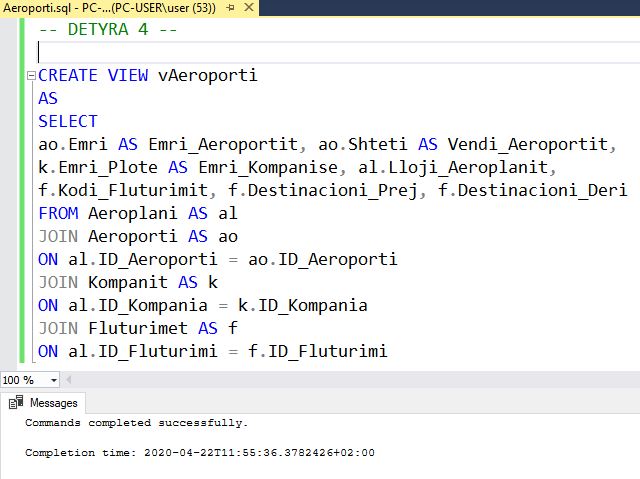 Aeroporti.sql - PC-...(PC-USER\user (53))
-- DETYRA 4 --
CREATE VIEW vAeroporti
AS
SELECT
ao.Emri AS Emri_Aeroportit, ao.Shteti AS Vendi_Aeroportit,
k.Emri_Plote AS Emri_Kompanise, al.Lloji_Aeroplanit,
f.Kodi_Fluturimit, f.Destinacioni_Prej, f.Destinacioni_Deri
FROM Aeroplani AS al
JOIN Aeroporti AS ao
ON al.ID_Aeroporti = ao.ID_Aeroporti
JOIN Kompanit AS k
ON al.ID_Kompania = k.ID_Kompania
JOIN Fluturimet AS f
ON al.ID_Fluturimi = f.ID_Fluturimi
100 %
Messages
Commands completed successfully.
Completion time: 2020-04-22T11:55:36.3782426+02:00